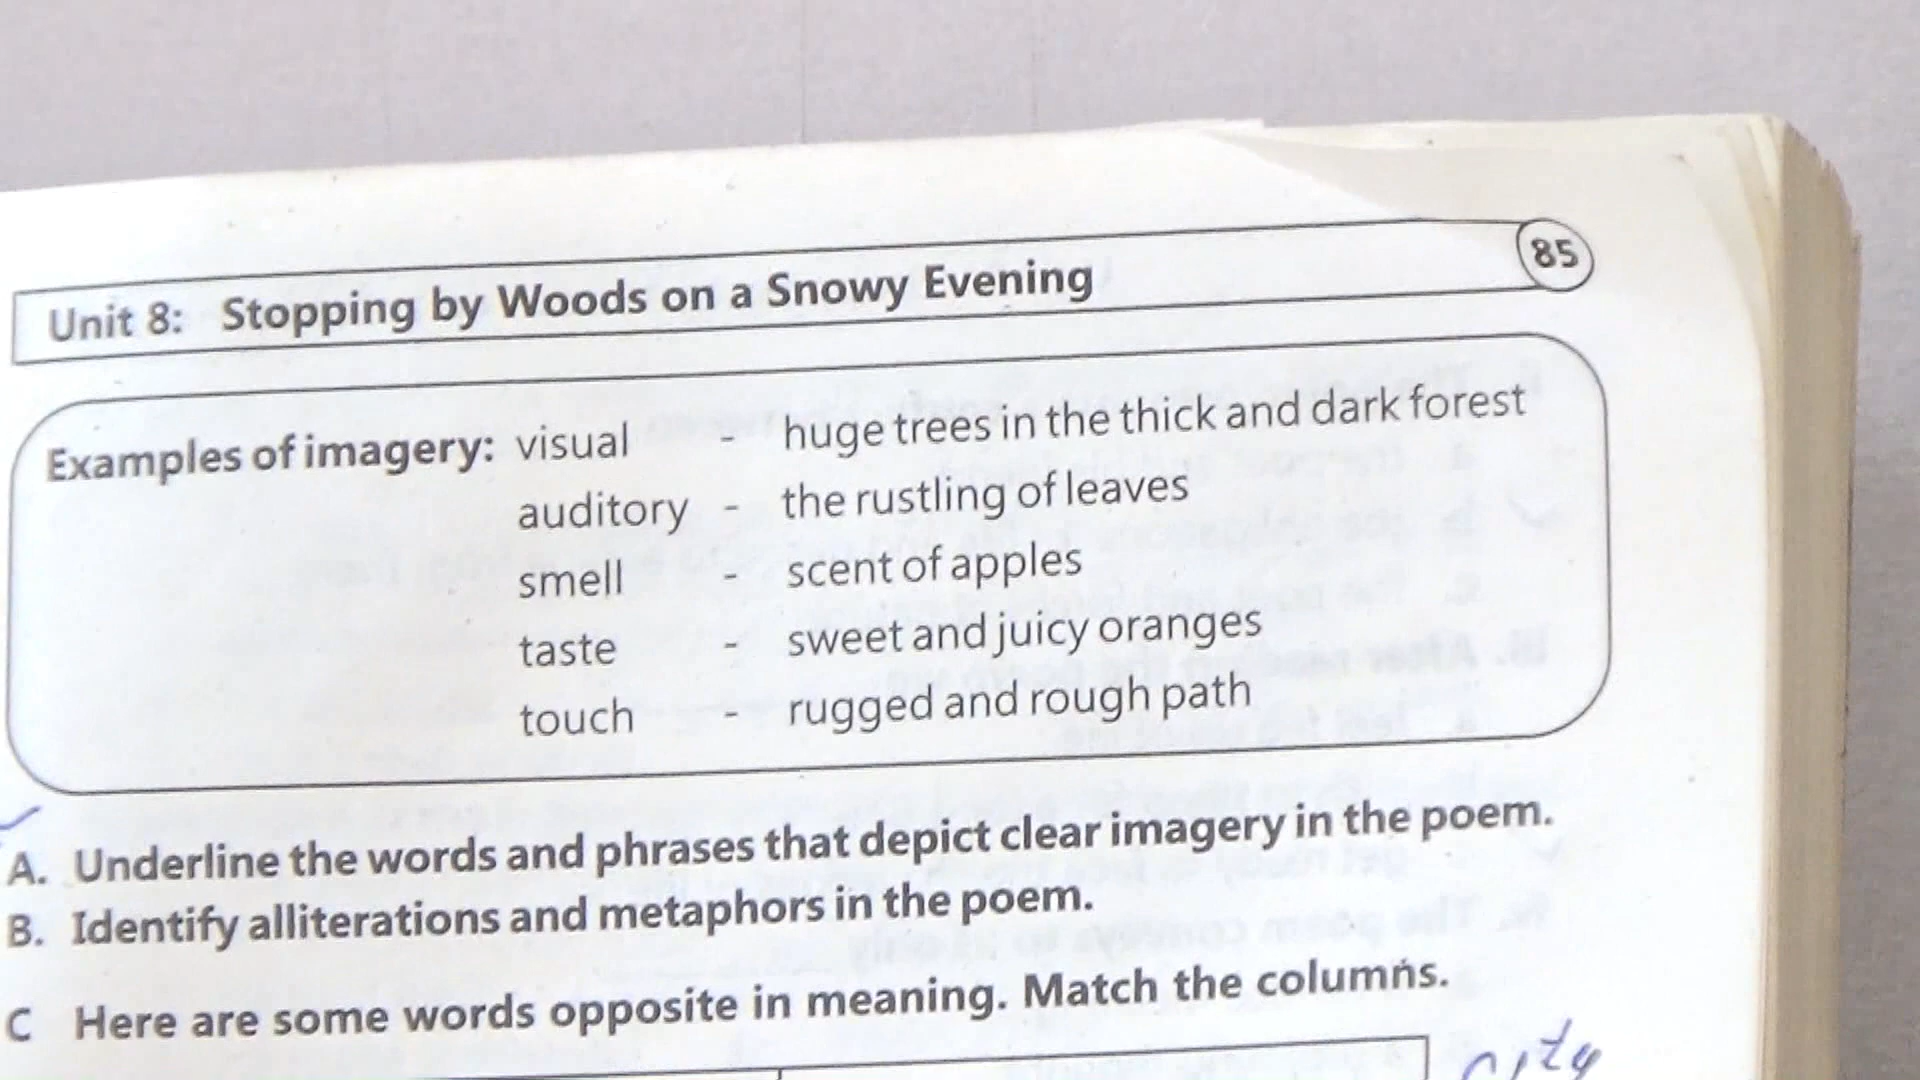 Unit 8: Stopping by Woods on a Snowy Evening 85
Examples of imagery: visual - huge trees in the thick and dark forest
auditory - the rustling of leaves
smell - scent of apples
taste - sweet and juicy oranges
touch - rugged and rough path
A. Underline the words and phrases that depict clear imagery in the poem.
B. Identify alliterations and metaphors in the poem.
C Here are some words opposite in meaning. Match the columns.